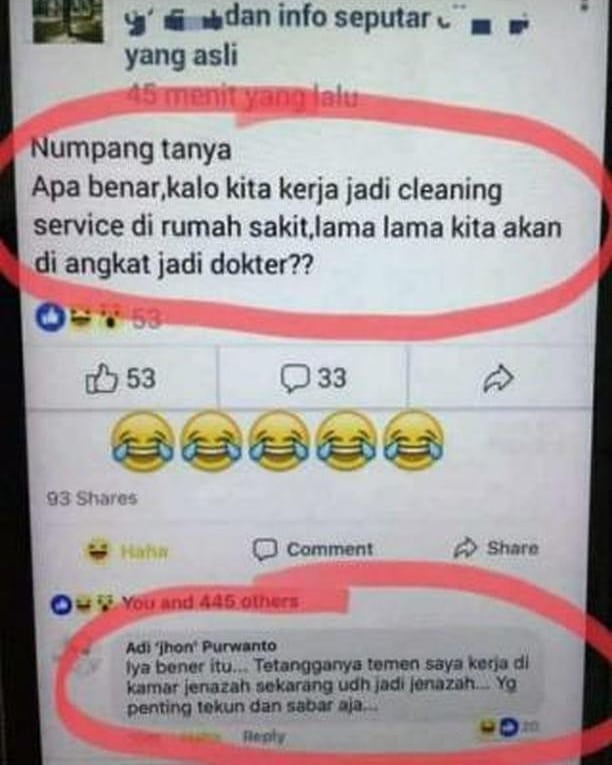 dan info seputar
yang asli
45 menit yang lalu
Numpang tanya
Apa benar,kalo kita kerja jadi cleaning
service di rumah sakit,lama lama kita akan
di angkat jadi dokter??
53
53 33
93 Shares
Haha Comment Share
You and 445 others
Adi 'jhon' Purwanto
Iya bener itu... Tetangganya temen saya kerja di
kamar jenazah sekarang udh jadi jenazah... Yg
penting tekun dan sabar aja...
Haha Reply 20